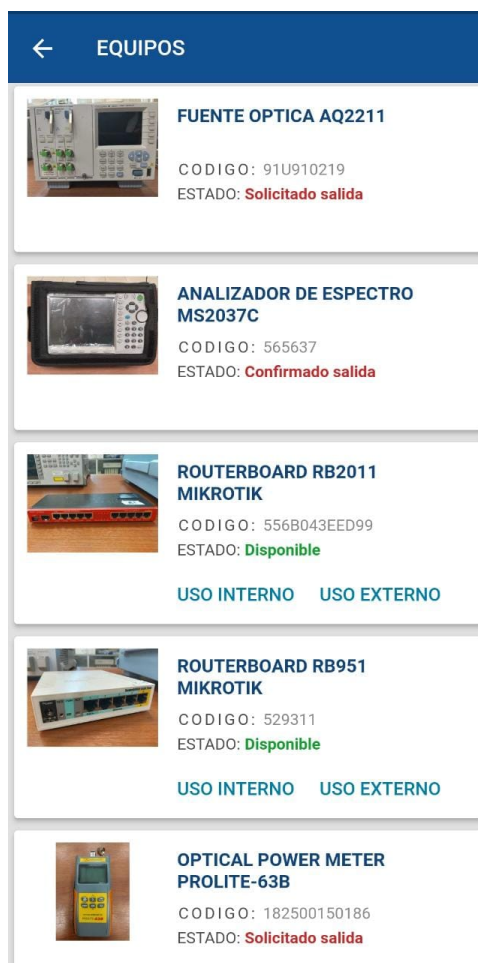 EQUIPOS
FUENTE OPTICA AQ2211
CODIGO: 91U910219
ESTADO: Solicitado salida
ANALIZADOR DE ESPECTRO
MS2037C
CODIGO: 565637
ESTADO: Confirmado salida
ROUTERBOARD RB2011
MIKROTIK
CODIGO: 556B043EED99
ESTADO: Disponible
USO INTERNO USO EXTERNO
ROUTERBOARD RB951
MIKROTIK
CODIGO: 529311
ESTADO: Disponible
USO INTERNO USO EXTERNO
OPTICAL POWER METER
PROLITE-63B
CODIGO: 182500150186
ESTADO: Solicitado salida